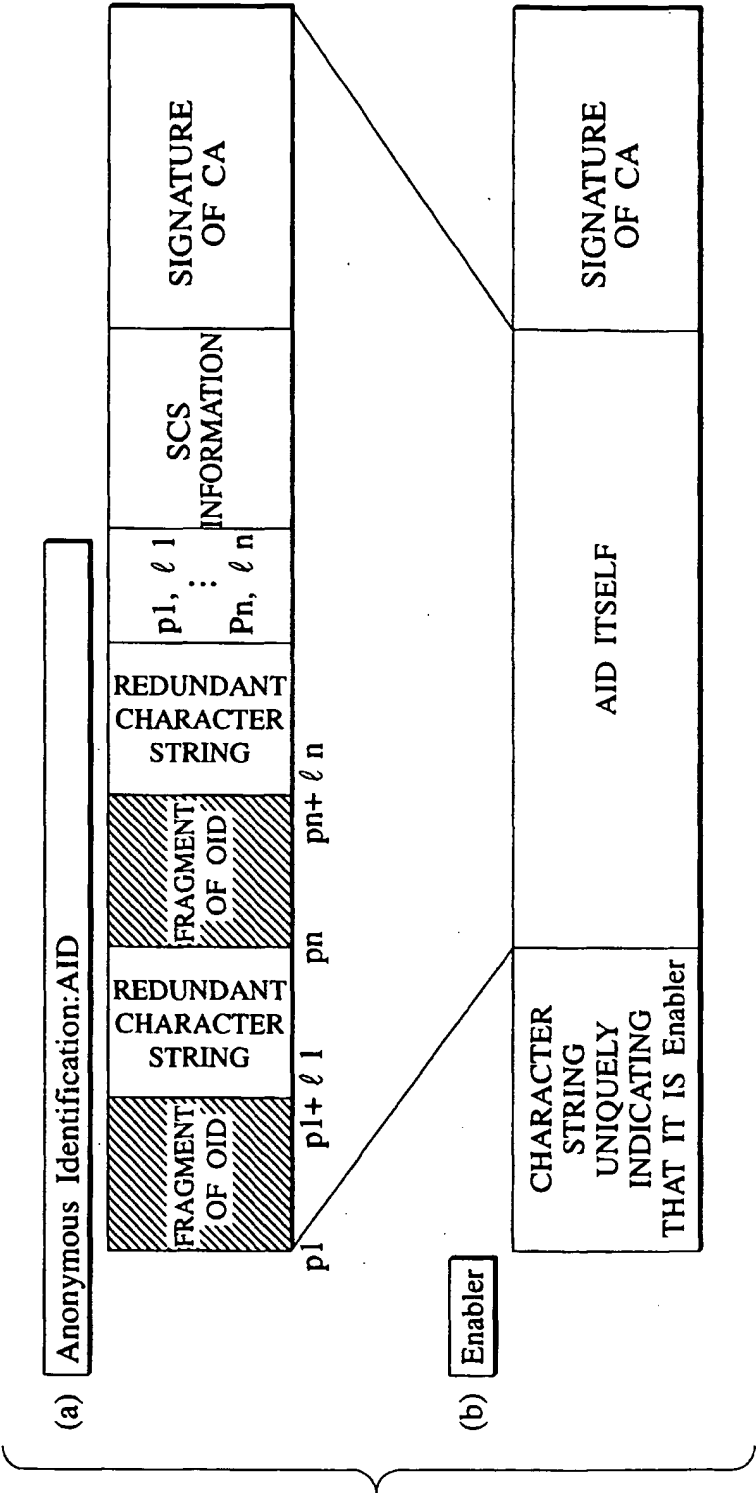 (a) Anonymous Identification:AID
FRAGMENT
OF OID
REDUNDANT
CHARACTER
STRING
FRAGMENT
OF OID
REDUNDANT
CHARACTER
STRING
p1, ℓ 1
⋮
Pn, ℓ n
SCS
INFORMATION
SIGNATURE
OF CA
p1
p1+ ℓ 1
pn
pn+ ℓ n
(b) Enabler
CHARACTER
STRING
UNIQUELY
INDICATING
THAT IT IS Enabler
AID ITSELF
SIGNATURE
OF CA